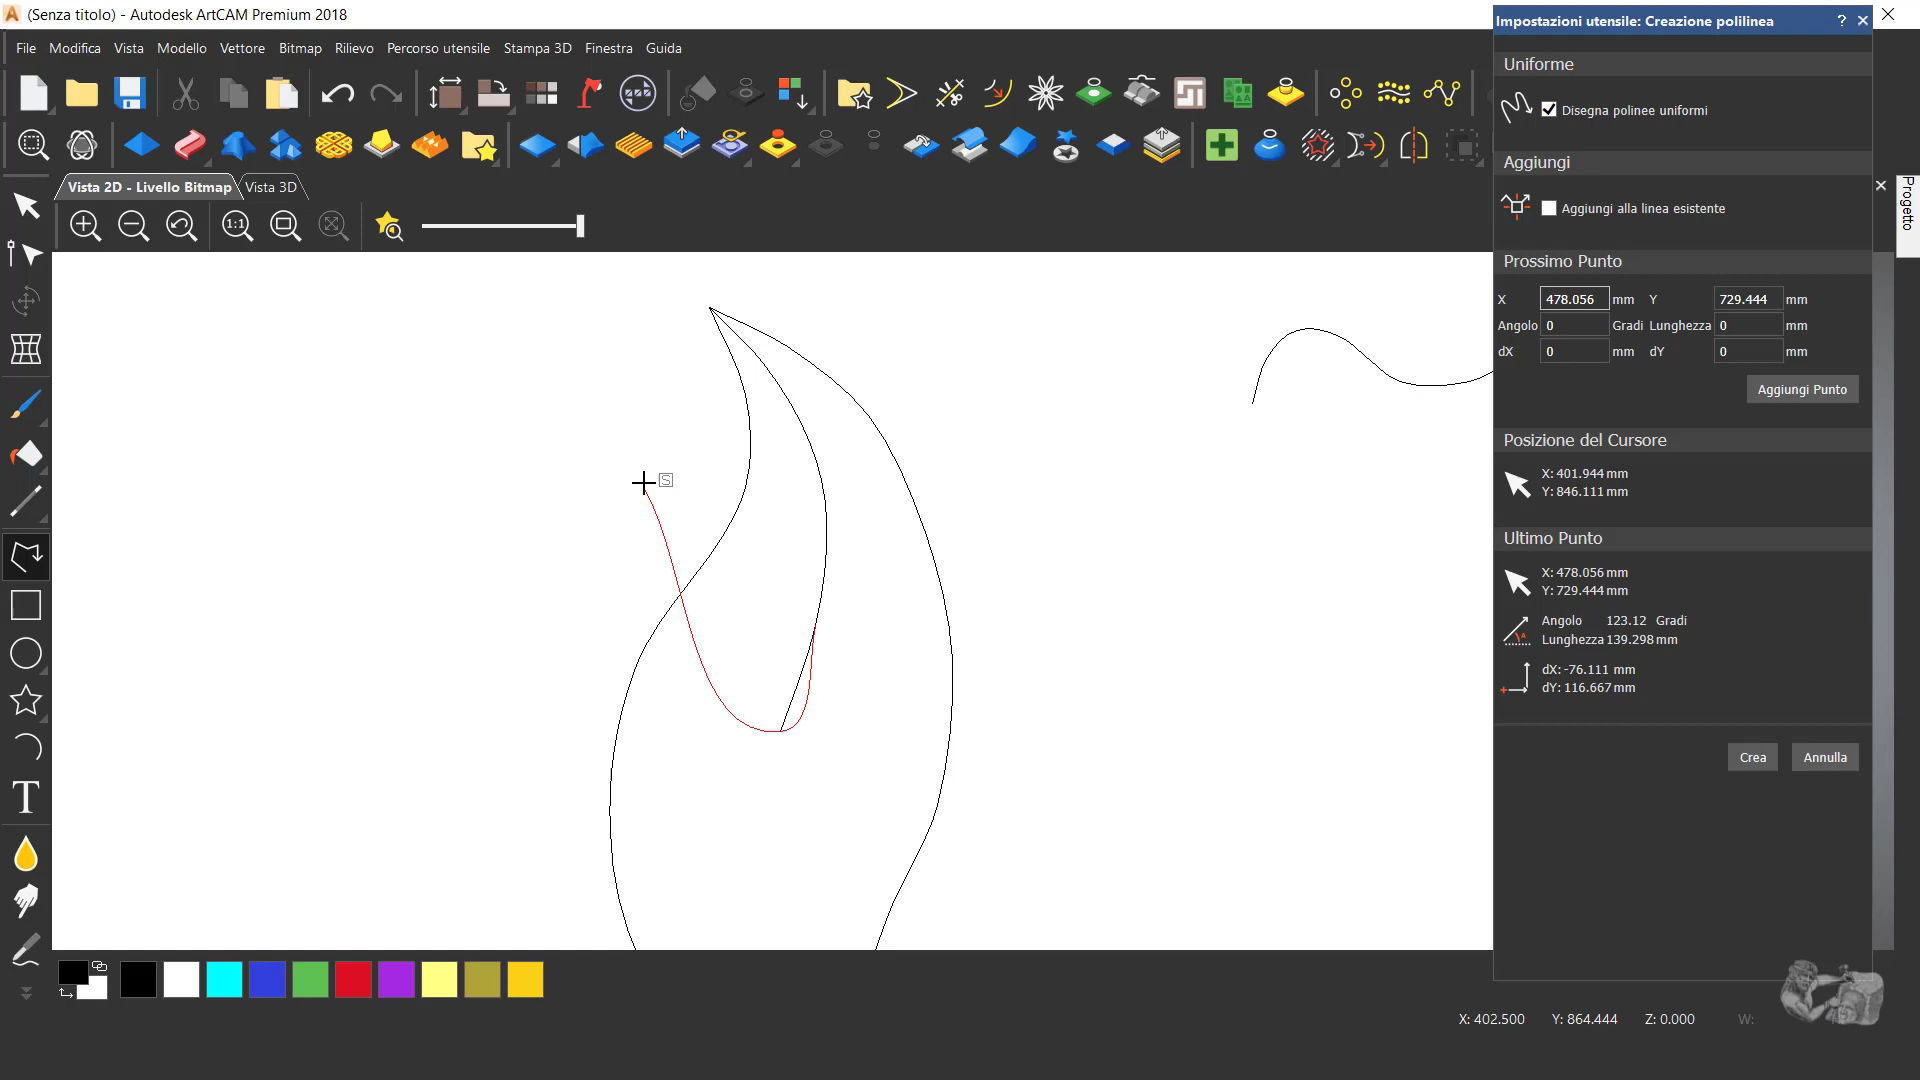 (Senza titolo) - Autodesk ArtCAM Premium 2018
Impostazioni utensile: Creazione polilinea
?
File Modifica Vista Modello Vettore Bitmap Rilievo Percorso utensile Stampa 3D Finestra Guida
Uniforme
Disegna polinee uniformi
Aggiungi
Aggiungi alla linea esistente
Vista 2D - Livello Bitmap Vista 3D
Progetto
1:1
Prossimo Punto
X 478.056 mm Y 729.444 mm
Angolo 0 Gradi Lunghezza 0 mm
dX 0 mm dY 0 mm
Aggiungi Punto
Posizione del Cursore
X: 401.944 mm
Y: 846.111 mm
S
Ultimo Punto
X: 478.056 mm
Y: 729.444 mm
Angolo 123.12 Gradi
Lunghezza 139.298 mm
dX: -76.111 mm
dY: 116.667 mm
Crea Annulla
T
X: 402.500 Y: 864.444 Z: 0.000 W: